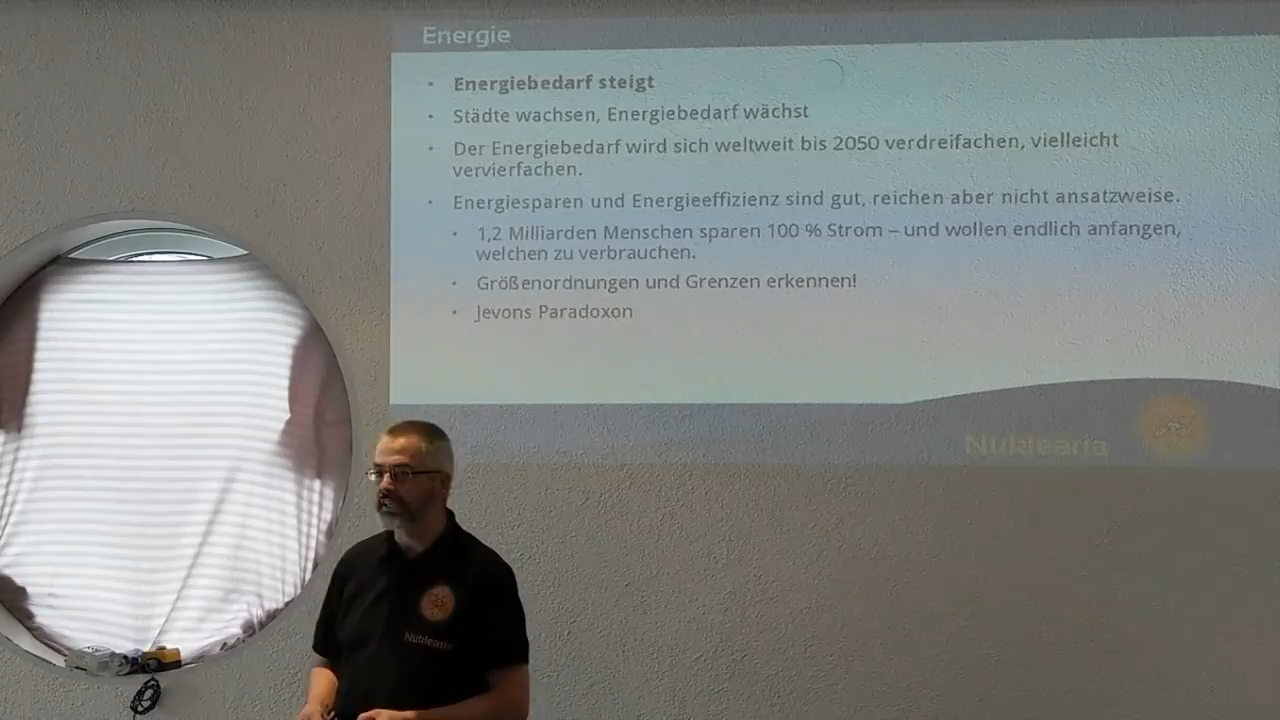 Energie
Energiebedarf steigt
Städte wachsen, Energiebedarf wächst
Der Energiebedarf wird sich weltweit bis 2050 verdreifachen, vielleicht
vervierfachen.
Energiesparen und Energieeffizienz sind gut, reichen aber nicht ansatzweise.
1,2 Milliarden Menschen sparen 100 % Strom – und wollen endlich anfangen,
welchen zu verbrauchen.
Größenordnungen und Grenzen erkennen!
Jevons Paradoxon
Nuklearia
Nuklearia